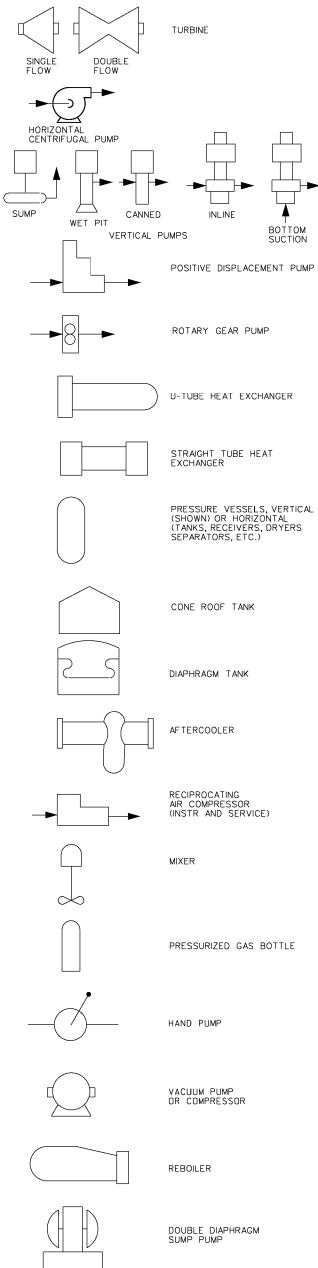 TURBINE
SINGLE FLOW
DOUBLE FLOW
HORIZONTAL
CENTRIFUGAL PUMP
SUMP
WET PIT
CANNED
INLINE
BOTTOM
SUCTION
VERTICAL PUMPS
POSITIVE DISPLACEMENT PUMP
ROTARY GEAR PUMP
U-TUBE HEAT EXCHANGER
STRAIGHT TUBE HEAT
EXCHANGER
PRESSURE VESSELS, VERTICAL
(SHOWN) OR HORIZONTAL
(TANKS, RECEIVERS, DRYERS
SEPARATORS, ETC.)
CONE ROOF TANK
DIAPHRAGM TANK
AFTERCOOLER
RECIPROCATING
AIR COMPRESSOR
(INSTR AND SERVICE)
MIXER
PRESSURIZED GAS BOTTLE
HAND PUMP
VACUUM PUMP
OR COMPRESSOR
REBOILER
DOUBLE DIAPHRAGM
SUMP PUMP